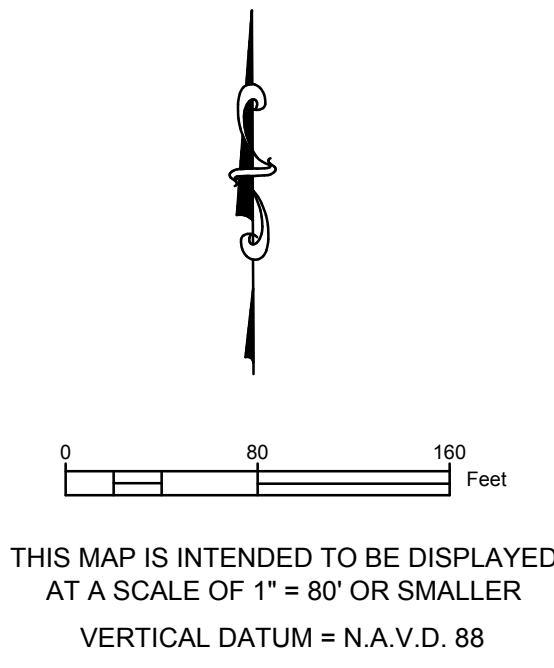 0 80 160
Feet
THIS MAP IS INTENDED TO BE DISPLAYED
AT A SCALE OF 1" = 80' OR SMALLER
VERTICAL DATUM = N.A.V.D. 88